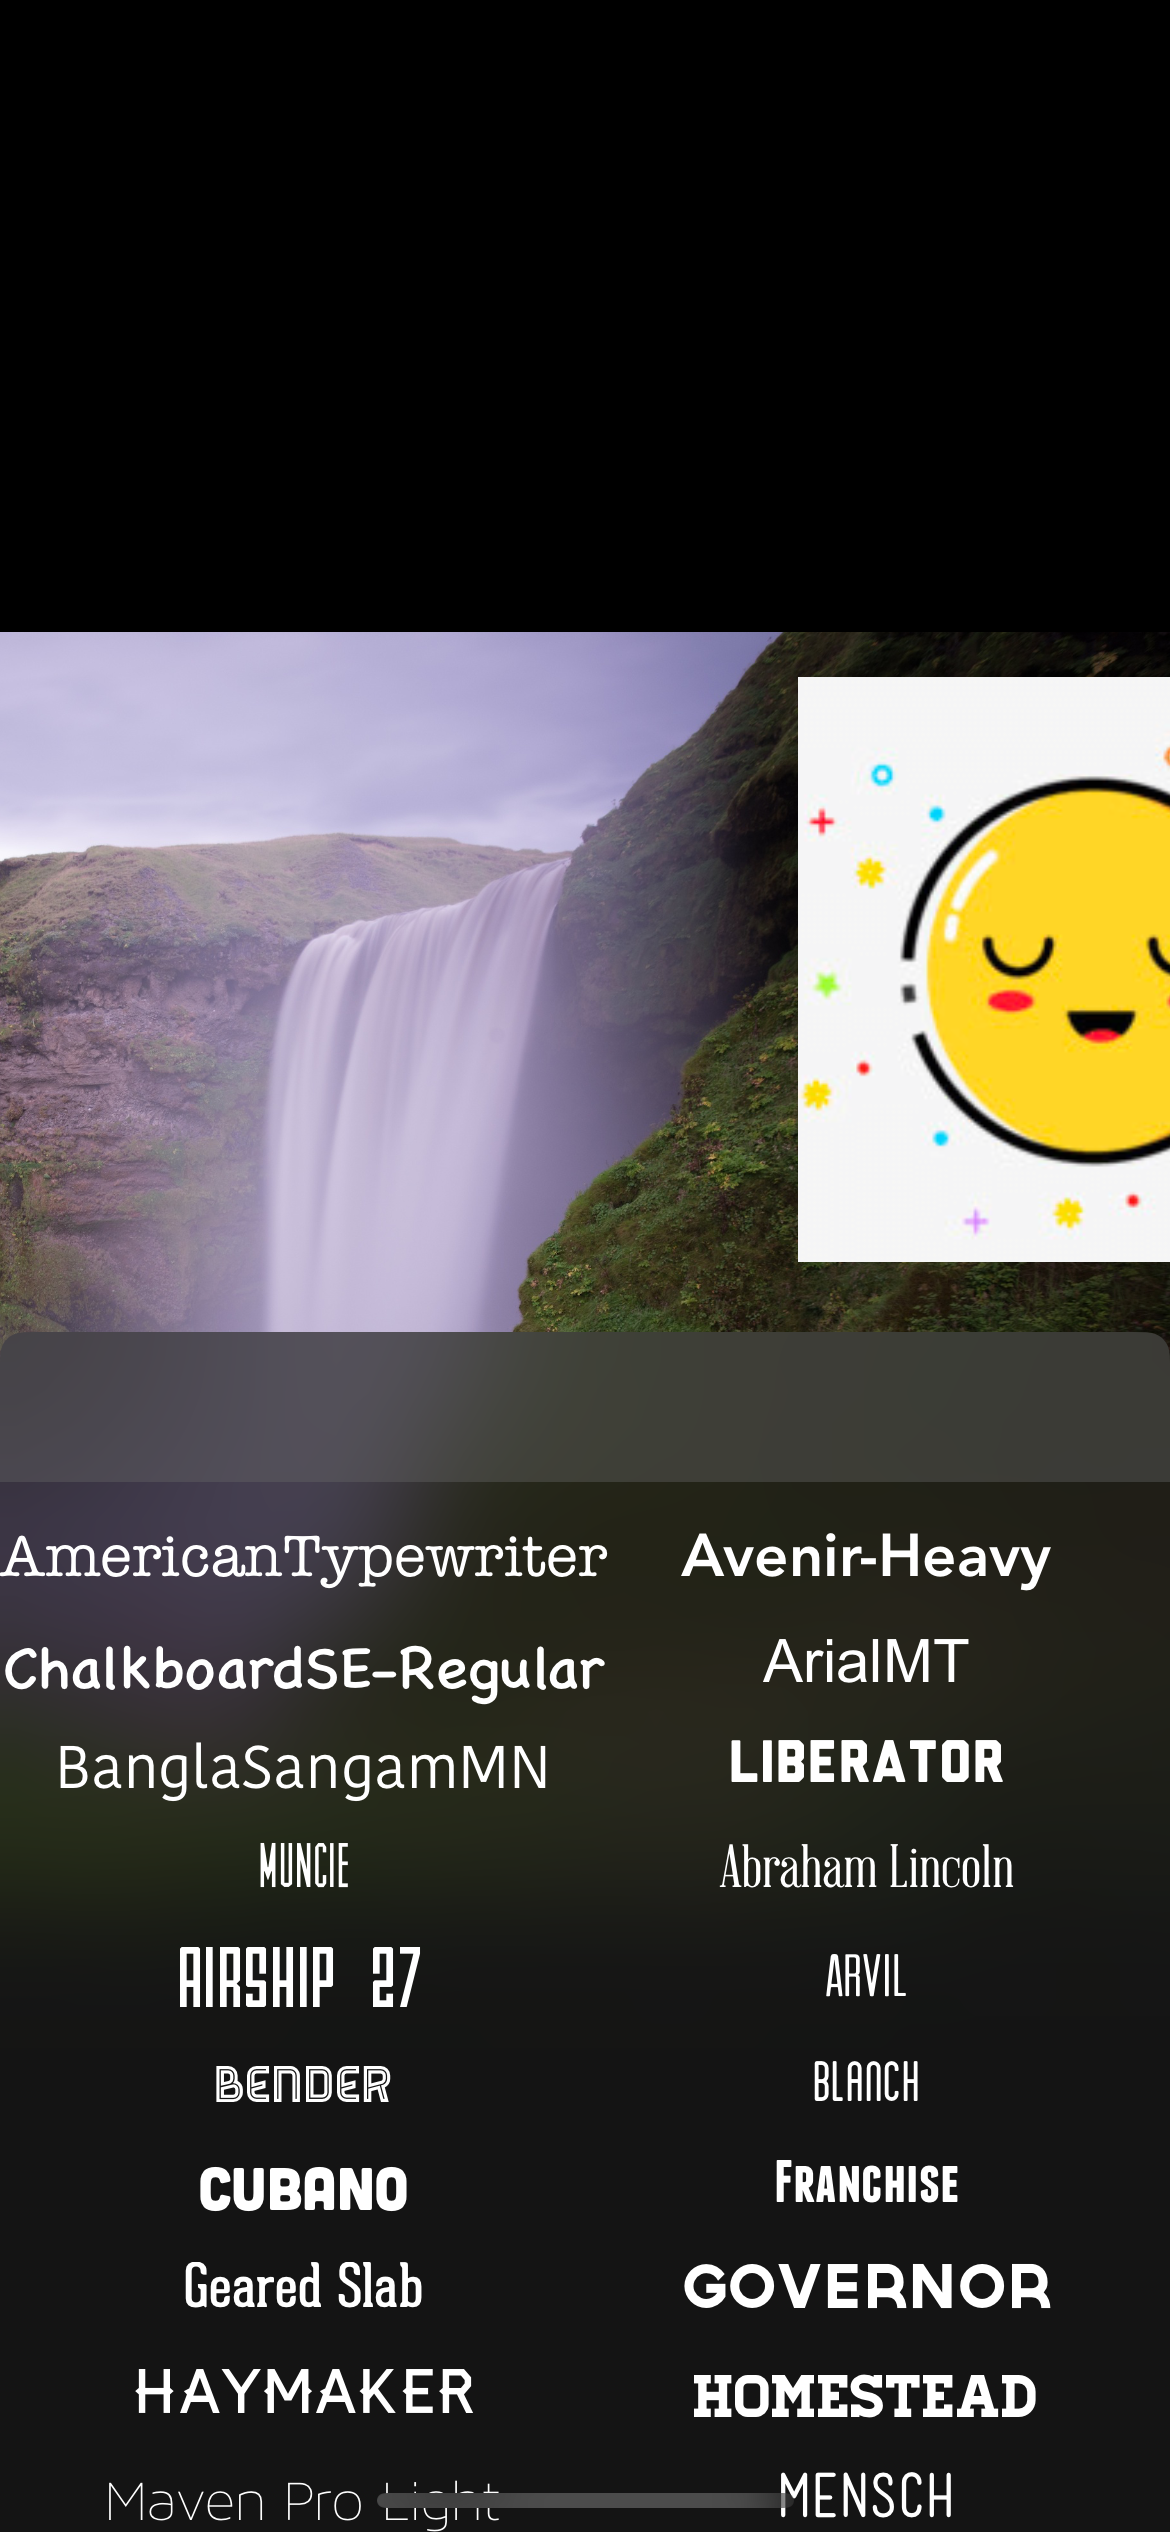 AmericanTypewriter
Avenir-Heavy
ChalkboardSE-Regular
ArialMT
BanglaSangamMN
LIBERATOR
MUNCIE
Abraham Lincoln
AIRSHIP 27
ARVIL
BENDER
BLANCH
CUBANO
FRANCHISE
Geared Slab
GOVERNOR
HAYMAKER
HOMESTEAD
Maven Pro Light
MENSCH